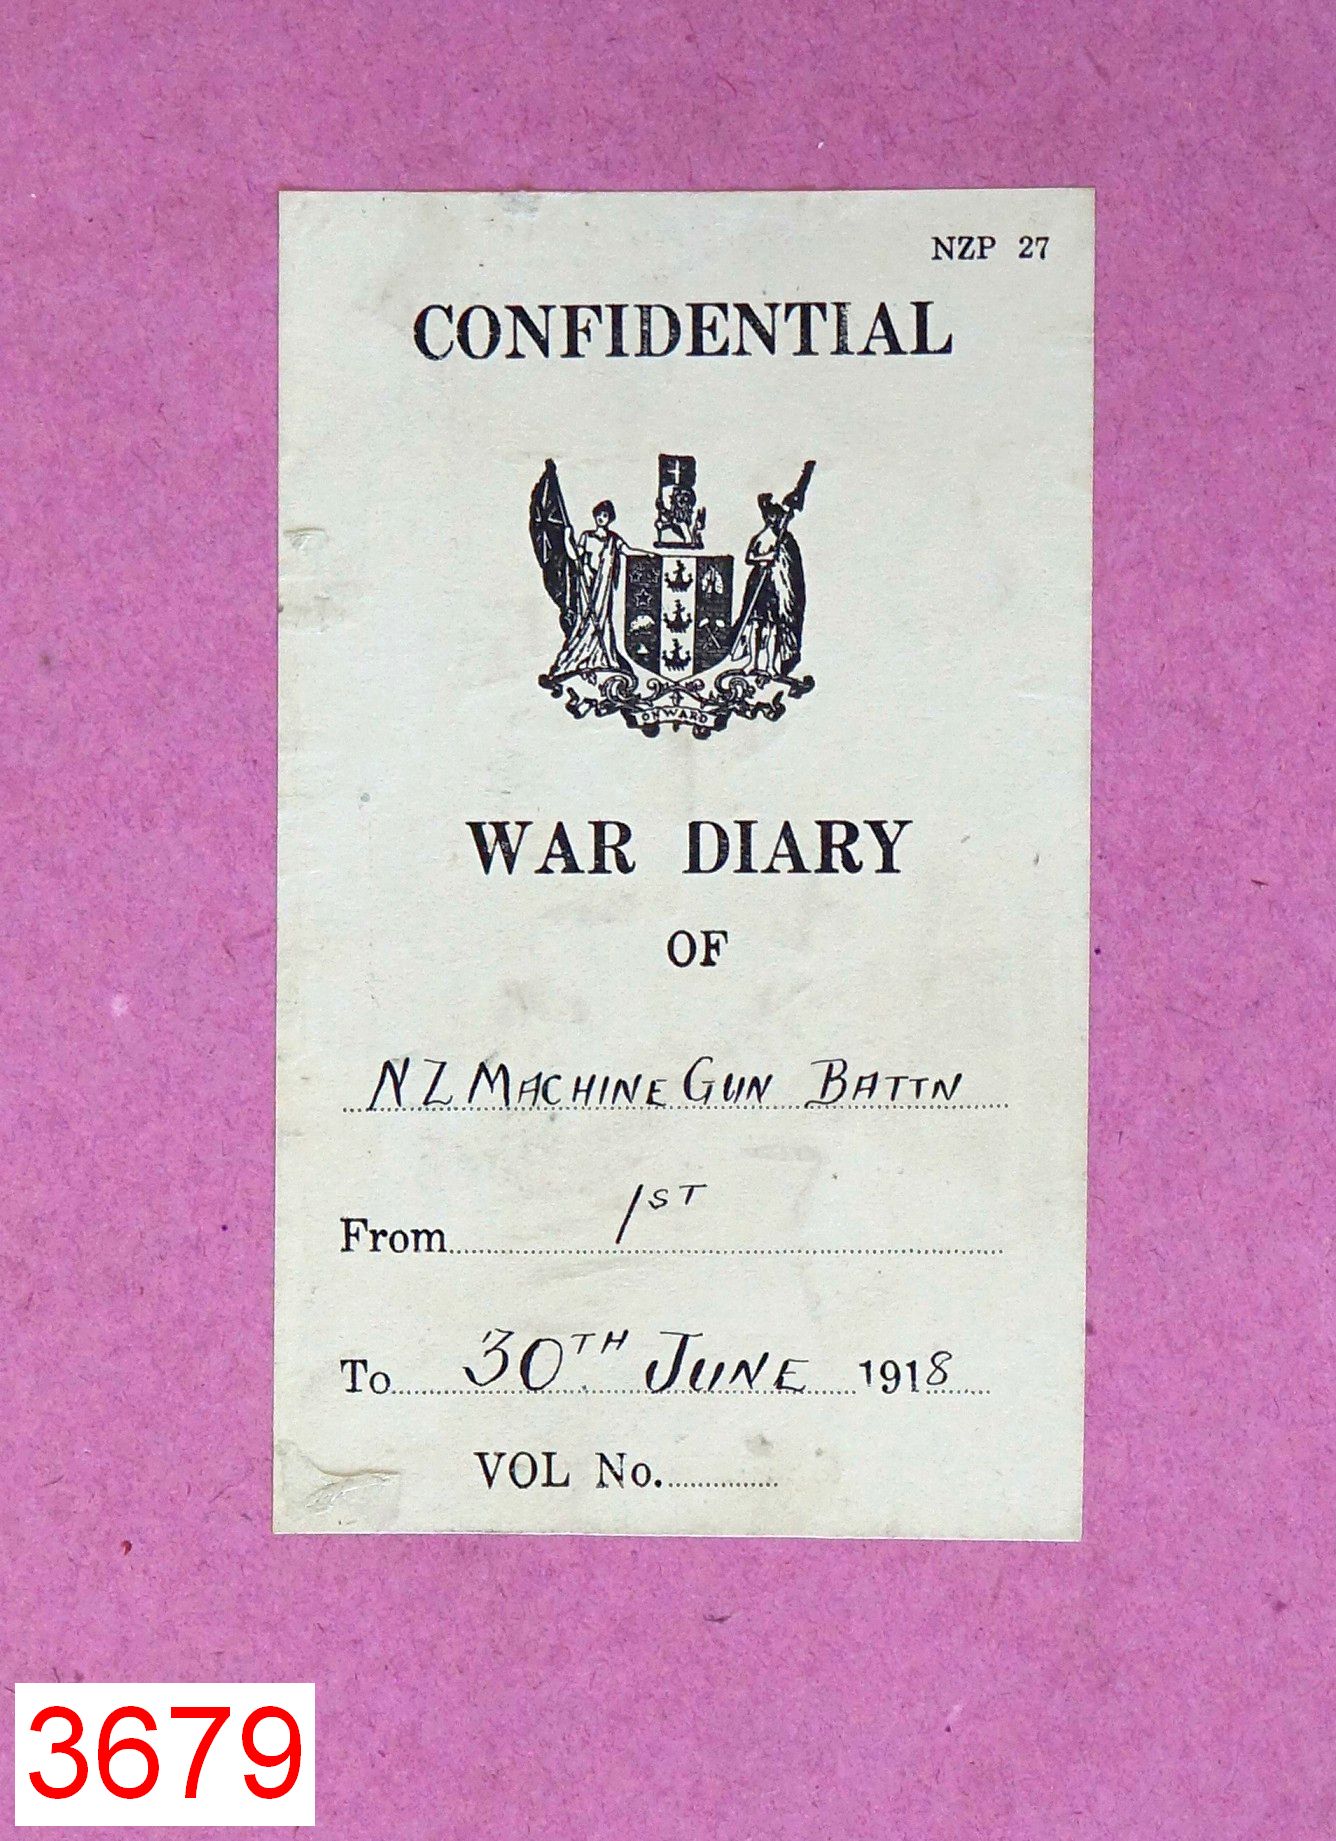 NZP 27
CONFIDENTIAL
ONWARD
WAR DIARY
OF
NZ MACHINE GUN BATTN
From 1ST
To 30TH JUNE 1918
VOL No.
3679